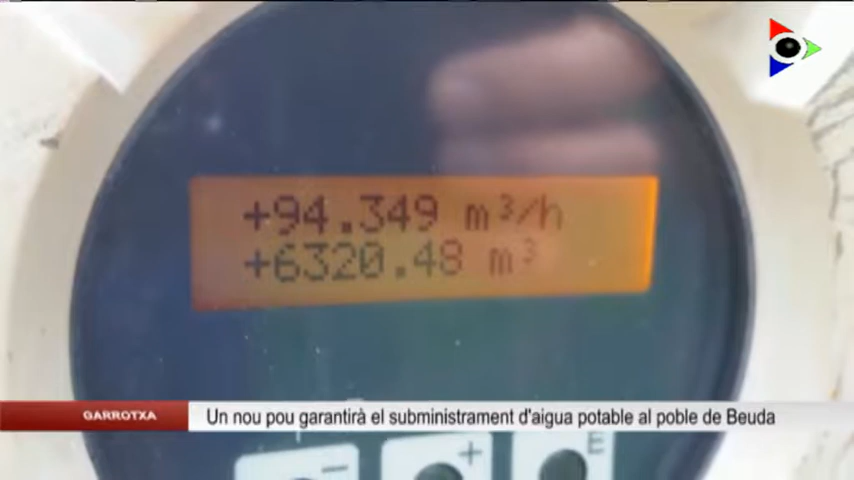 +94.349 m³/h
+6320.48 m³
GARROTXA
Un nou pou garantirà el subministrament d'aigua potable al poble de Beuda
- + E